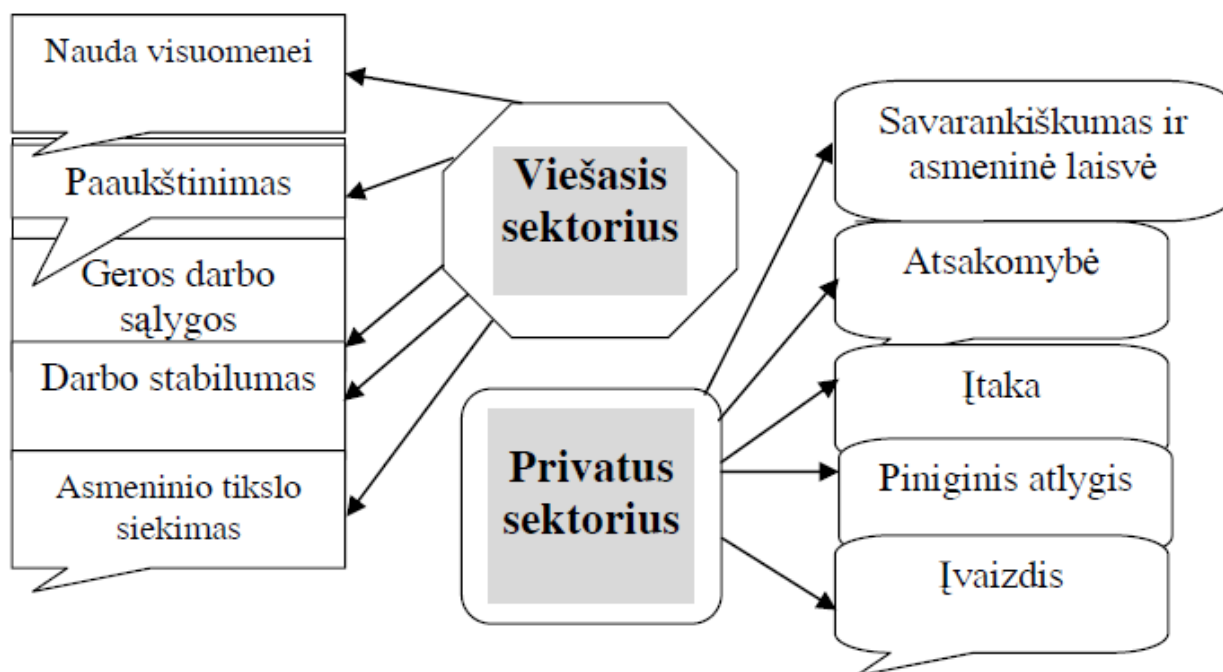 Nauda visuomenei
Paaukštinimas
Geros darbo
sąlygos
Darbo stabilumas
Asmeninio tikslo
siekimas
Viešasis
sektorius
Privatus
sektorius
Savarankiškumas ir
asmeninė laisvė
Atsakomybė
Įtaka
Piniginis atlygis
Įvaizdis